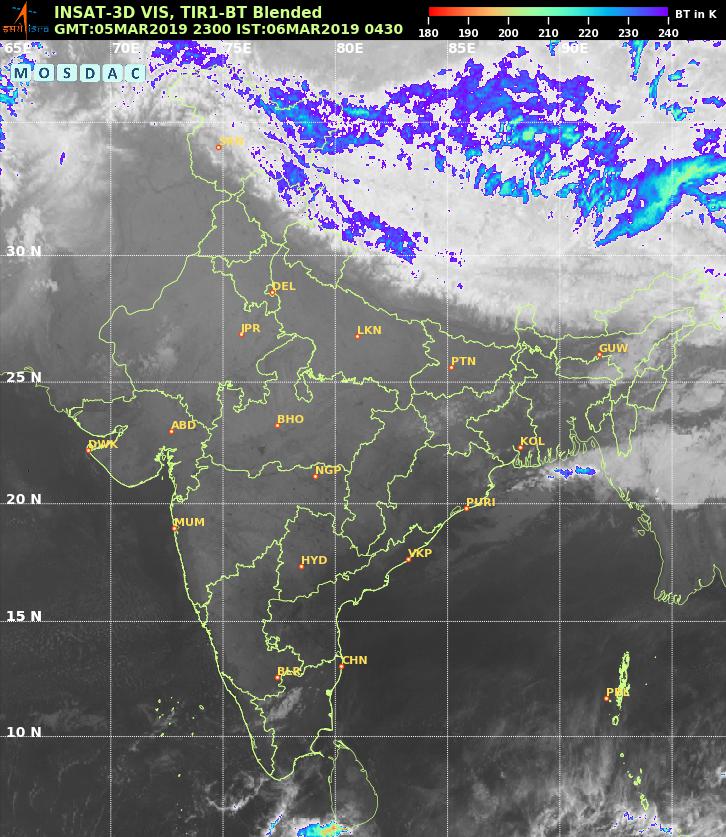 INSAT-3D VIS, TIR1-BT Blended
GMT:05MAR2019 2300 IST:06MAR2019 0430
BT in K
180 190 200 210 220 230 240
65E 70E 75E 80E 85E 90E
MOSDAC
SRN
30 N
DEL
JPR LKN
GUW
PTN
25 N
ABD BHO
DWK KOL
NGP
20 N PURI
MUM
VKP
HYD
15 N
CHN
BLR
PBL
10 N